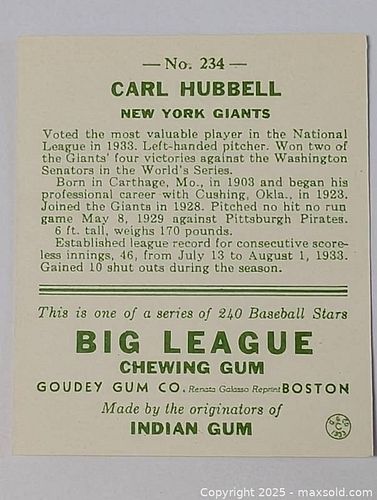 — No. 234 —
CARL HUBBELL
NEW YORK GIANTS
Voted the most valuable player in the National
League in 1933. Left-handed pitcher. Won two of
the Giants' four victories against the Washington
Senators in the World's Series.
Born in Carthage, Mo., in 1903 and began his
professional career with Cushing, Okla., in 1923.
Joined the Giants in 1928. Pitched no hit no run
game May 8, 1929 against Pittsburgh Pirates.
6 ft. tall, weighs 170 pounds.
Established league record for consecutive score-
less innings, 46, from July 13 to August 1, 1933.
Gained 10 shut outs during the season.
This is one of a series of 240 Baseball Stars
BIG LEAGUE
CHEWING GUM
GOUDEY GUM CO. Renata Galasso Reprint BOSTON
Made by the originators of
INDIAN GUM
Copyright 2025 - maxsold.com